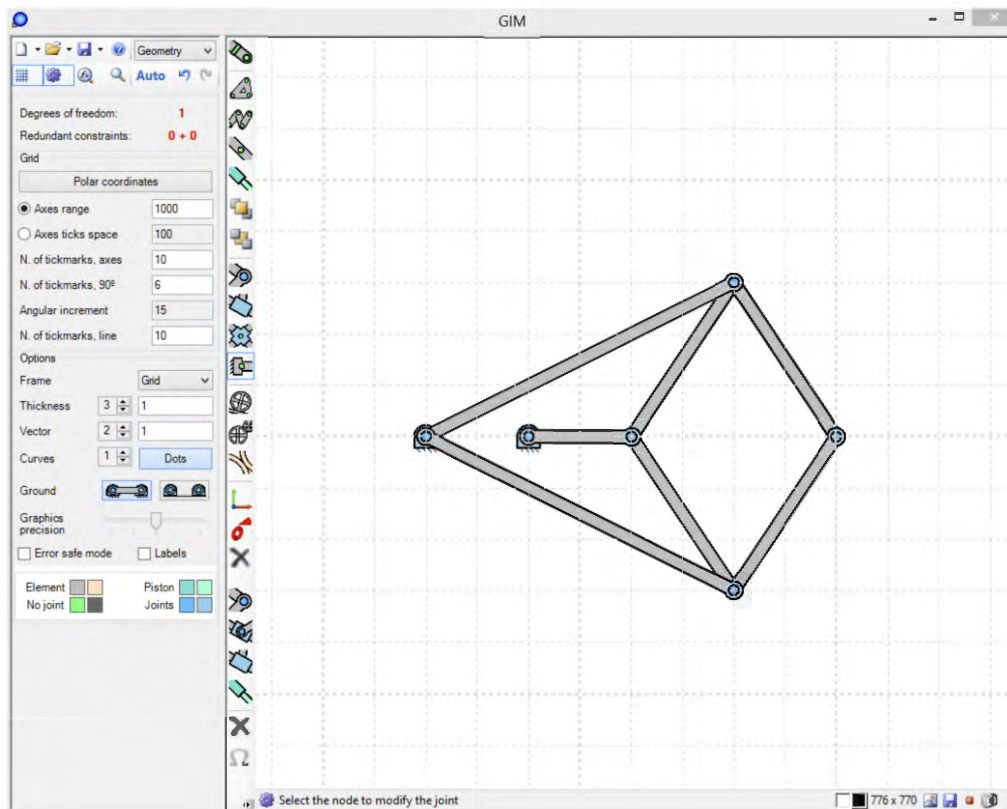 GIM
Geometry
Auto
Degrees of freedom: 1
Redundant constraints: 0 + 0
Grid
Polar coordinates
Axes range 1000
Axes ticks space 100
N. of tickmarks, axes 10
N. of tickmarks, 90º 6
Angular increment 15
N. of tickmarks, line 10
Options
Frame Grid
Thickness 3 1
Vector 2 1
Curves 1 Dots
Ground
Graphics
precision
Error safe mode Labels
Element Piston
No joint Joints
Select the node to modify the joint 776 x 770